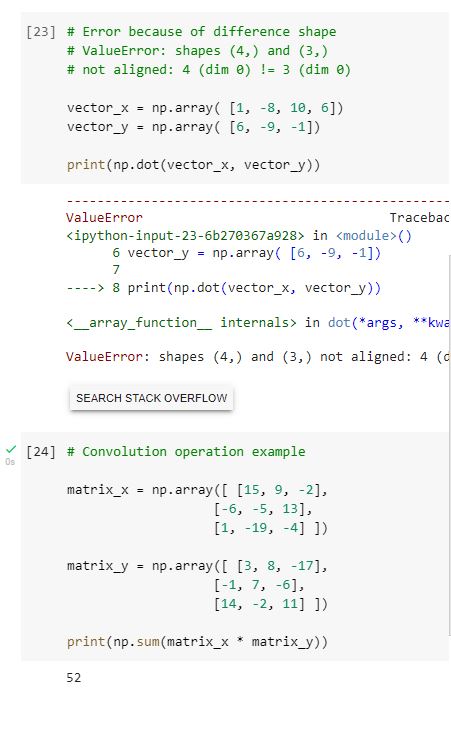 [23] # Error because of difference shape
# ValueError: shapes (4,) and (3,)
# not aligned: 4 (dim 0) != 3 (dim 0)
vector_x = np.array( [1, -8, 10, 6])
vector_y = np.array( [6, -9, -1])
print(np.dot(vector_x, vector_y))
---------------------------------------------------
ValueError Tracebac
<ipython-input-23-6b270367a928> in <module>()
6 vector_y = np.array( [6, -9, -1])
7
----> 8 print(np.dot(vector_x, vector_y))
<__array_function__ internals> in dot(*args, **kwa
ValueError: shapes (4,) and (3,) not aligned: 4 (d
SEARCH STACK OVERFLOW
[24] # Convolution operation example
0s
matrix_x = np.array([ [15, 9, -2],
[-6, -5, 13],
[1, -19, -4] ])
matrix_y = np.array([ [3, 8, -17],
[-1, 7, -6],
[14, -2, 11] ])
print(np.sum(matrix_x * matrix_y))
52